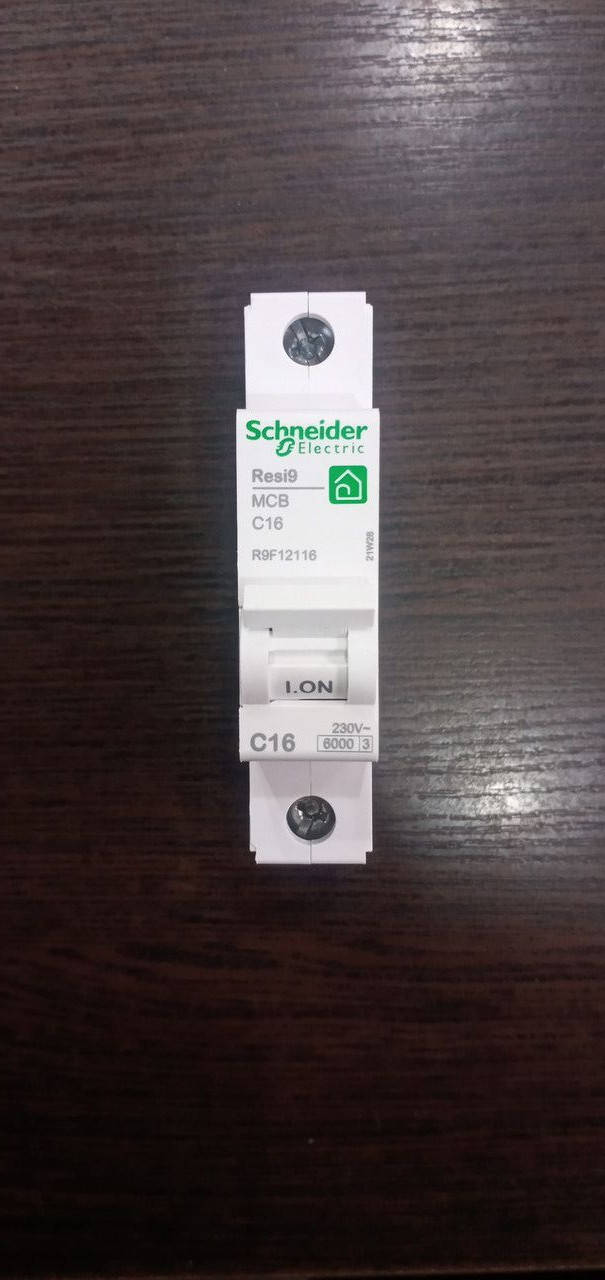 Schneider
Electric
Resi9
MCB
C16
R9F12116
21W28
I.ON
230V~
C16
6000 3